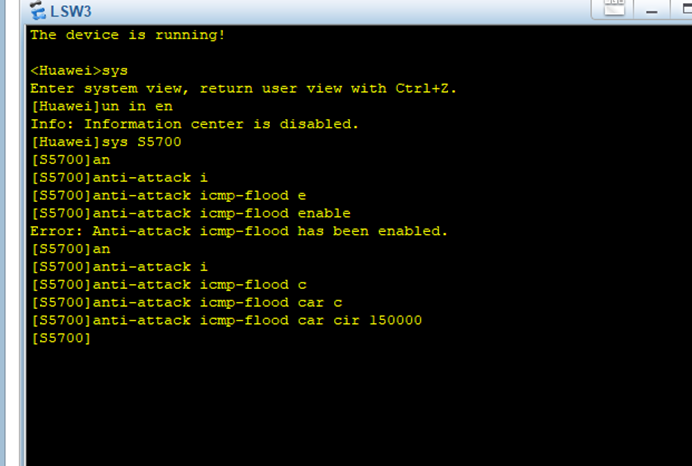 LSW3
The device is running!
<Huawei>sys
Enter system view, return user view with Ctrl+Z.
[Huawei]un in en
Info: Information center is disabled.
[Huawei]sys S5700
[S5700]an
[S5700]anti-attack i
[S5700]anti-attack icmp-flood e
[S5700]anti-attack icmp-flood enable
Error: Anti-attack icmp-flood has been enabled.
[S5700]an
[S5700]anti-attack i
[S5700]anti-attack icmp-flood c
[S5700]anti-attack icmp-flood car c
[S5700]anti-attack icmp-flood car cir 150000
[S5700]